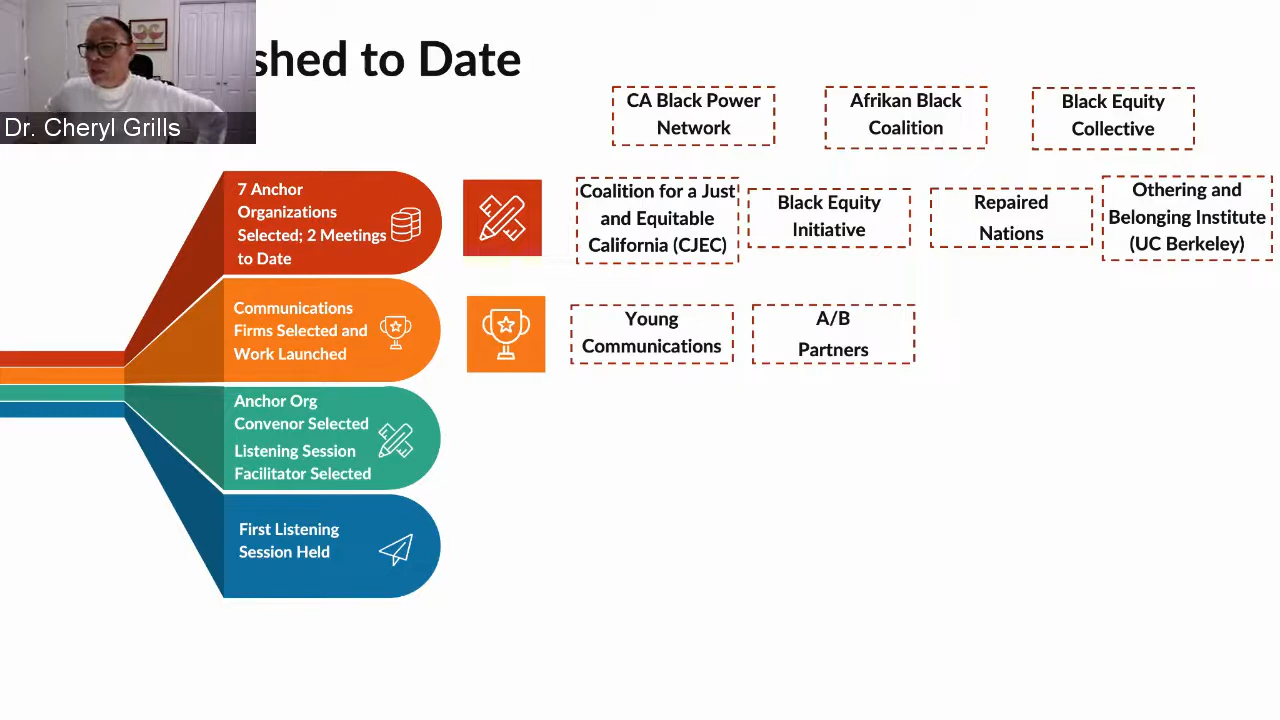 shed to Date
Dr. Cheryl Grills
CA Black Power
Network
Afrikan Black
Coalition
Black Equity
Collective
7 Anchor
Organizations
Selected; 2 Meetings
to Date
Coalition for a Just
and Equitable
California (CJEC)
Black Equity
Initiative
Repaired
Nations
Othering and
Belonging Institute
(UC Berkeley)
Communications
Firms Selected and
Work Launched
Young
Communications
A/B
Partners
Anchor Org
Convenor Selected
Listening Session
Facilitator Selected
First Listening
Session Held